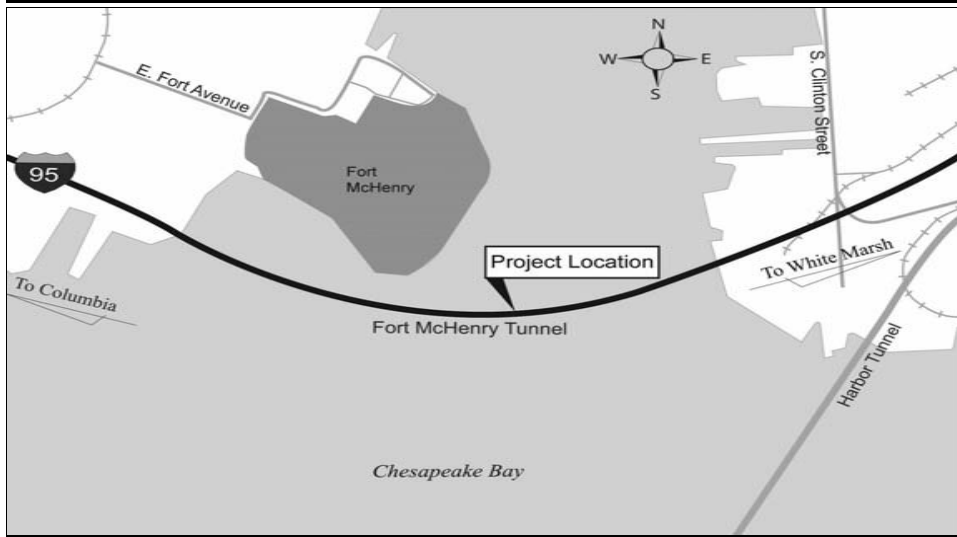 N
W E
S
E. Fort Avenue
S. Clinton Street
95
Fort
McHenry
Project Location
To White Marsh
To Columbia
Fort McHenry Tunnel
Harbor Tunnel
Chesapeake Bay